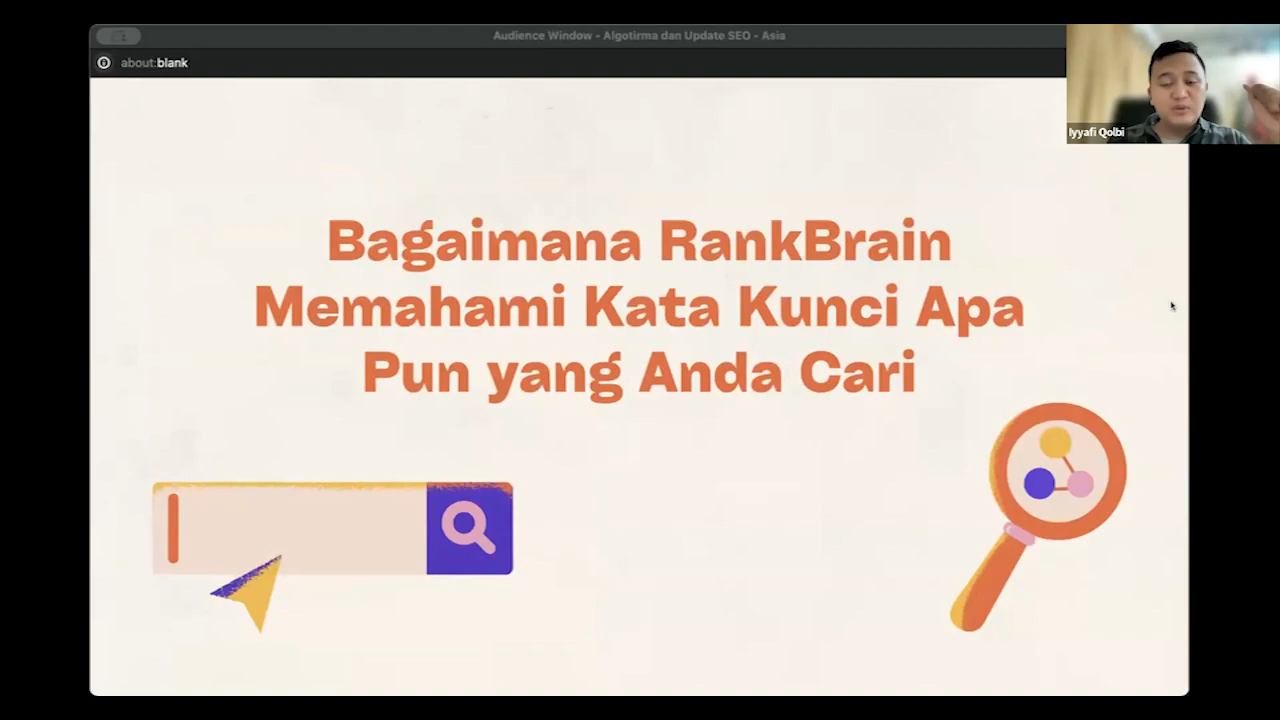 Audience Window - Algotirma dan Update SEO - Asia
about:blank
Iyyafi Qolbi
Bagaimana RankBrain
Memahami Kata Kunci Apa
Pun yang Anda Cari